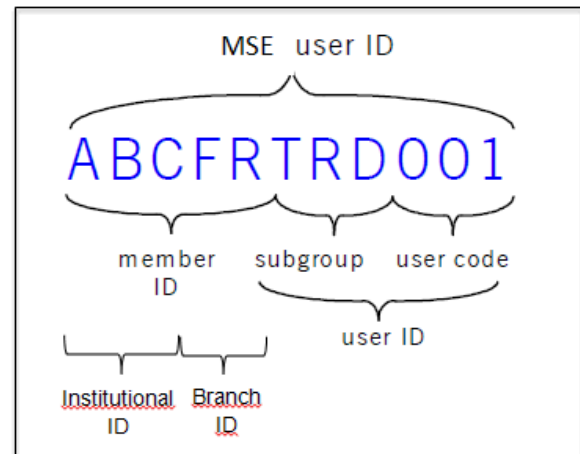 MSE user ID
ABCFRTRD001
member ID
subgroup
user code
user ID
Institutional ID
Branch ID